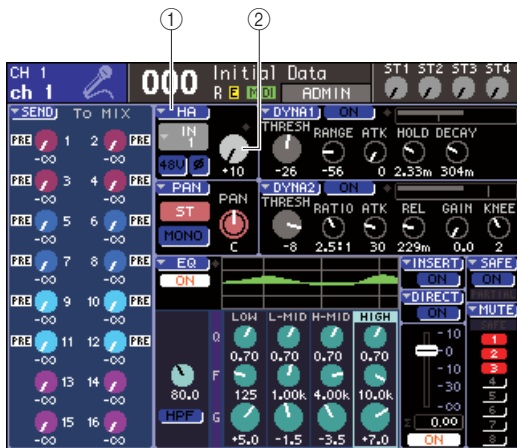 ① ②
CH 1
ch 1
000
Initial Data
R E MIDI ADMIN
ST1 ST2 ST3 ST4
SEND TO MIX
PRE 1 2 PRE
-∞ -∞
PRE 3 4 PRE
-∞ -∞
PRE 5 6 PRE
-∞ -∞
PRE 7 8 PRE
-∞ -∞
PRE 9 10 PRE
-∞ -∞
PRE 11 12 PRE
-∞ -∞
13 14
-∞ -∞
15 16
-∞ -∞
HA
IN
1
48V Ø
+10
PAN
ST
MONO
PAN
C
DYNA1 ON
THRESH RANGE ATK HOLD DECAY
-26 -56 0 2.33m 304m
DYNA2 ON
THRESH RATIO ATK REL GAIN KNEE
-8 2.5:1 30 229m 0.0 2
EQ
ON
LOW L-MID H-MID HIGH
Q 0.70 0.70 0.70 0.70
80.0
F 125 1.00k 4.00k 10.0k
HPF
G +5.0 -1.5 -3.5 +7.0
INSERT
ON
DIRECT
ON
10
0
-10
-30
-∞
0.00
ON
SAFE
ON
PARTIAL
MUTE
SAFE
1
2
3
4
5
6
7
8